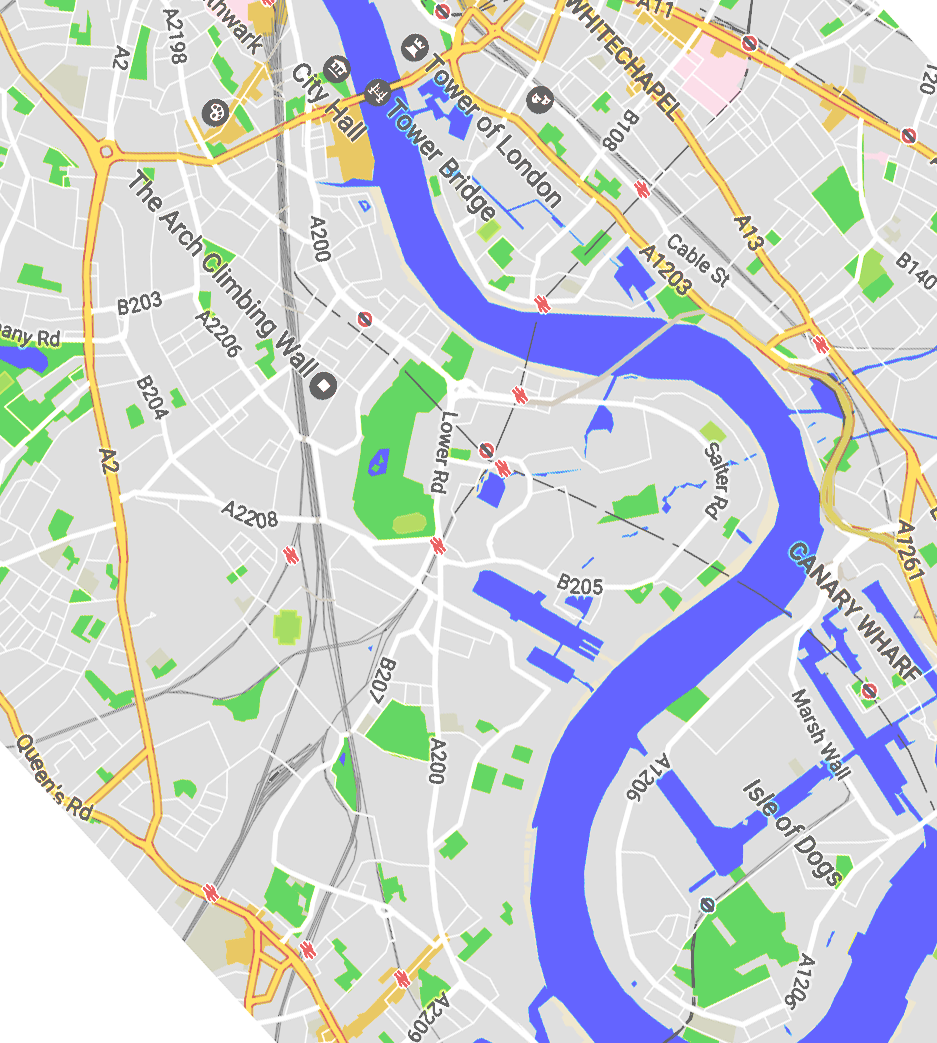 A11
A2198
thwark
A2
WHITECHAPEL
City Hall
Tower of London
B108
Tower Bridge
The Arch Climbing Wall
A200
A13
Cable St
A1203
B140
B203
A2206
any Rd
B204
Lower Rd
A2
Salter Rd
A2208
A1261
CANARY WHARF
B205
B207
Marsh Wall
A200
Queen's Rd
A1206
Isle of Dogs
A1206
A2209